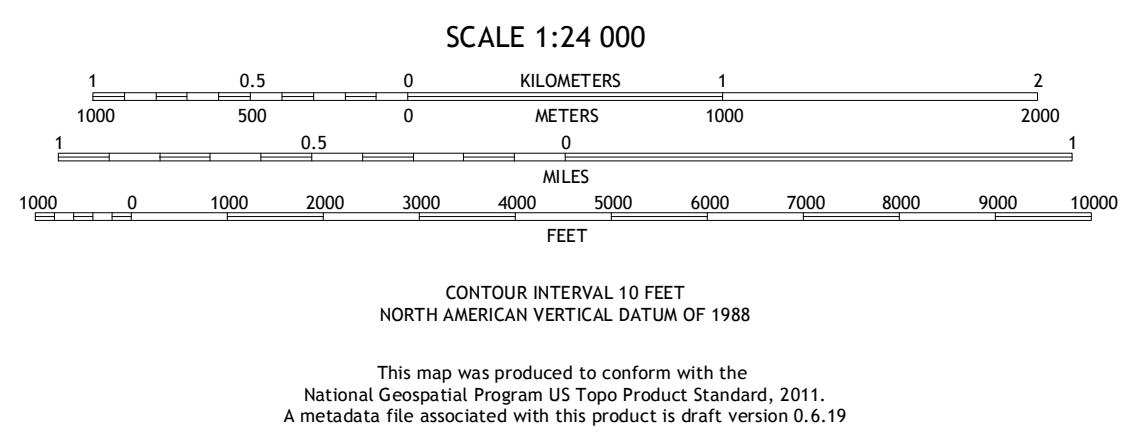 SCALE 1:24 000
1 0.5 0 KILOMETERS 1 2
1000 500 0 METERS 1000 2000
1 0.5 0 1
MILES
1000 0 1000 2000 3000 4000 5000 6000 7000 8000 9000 10000
FEET
CONTOUR INTERVAL 10 FEET
NORTH AMERICAN VERTICAL DATUM OF 1988
This map was produced to conform with the
National Geospatial Program US Topo Product Standard, 2011.
A metadata file associated with this product is draft version 0.6.19